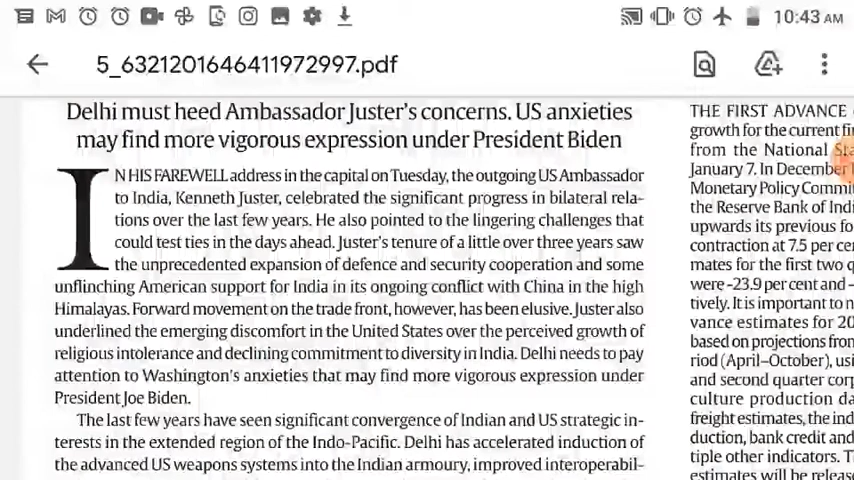 10:43 AM
5_6321201646411972997.pdf
Delhi must heed Ambassador Juster's concerns. US anxieties
may find more vigorous expression under President Biden
IN HIS FAREWELL address in the capital on Tuesday, the outgoing US Ambassador
to India, Kenneth Juster, celebrated the significant progress in bilateral rela-
tions over the last few years. He also pointed to the lingering challenges that
could test ties in the days ahead. Juster's tenure of a little over three years saw
the unprecedented expansion of defence and security cooperation and some
unflinching American support for India in its ongoing conflict with China in the high
Himalayas. Forward movement on the trade front, however, has been elusive. Juster also
underlined the emerging discomfort in the United States over the perceived growth of
religious intolerance and declining commitment to diversity in India. Delhi needs to pay
attention to Washington's anxieties that may find more vigorous expression under
President Joe Biden.
The last few years have seen significant convergence of Indian and US strategic in-
terests in the extended region of the Indo-Pacific. Delhi has accelerated induction of
the advanced US weapons systems into the Indian armoury, improved interoperabil-
THE FIRST ADVANCE
growth for the current fi
from the National Sta
January 7. In December
Monetary Policy Commi
the Reserve Bank of Indi
upwards its previous fo
contraction at 7.5 per cen
mates for the first two q
were -23.9 per cent and -
tively. It is important to n
vance estimates for 20
based on projections from
riod (April–October), usi
and second quarter corp
culture production da
freight estimates, the ind
duction, bank credit and
tiple other indicators. T
estimates will be release